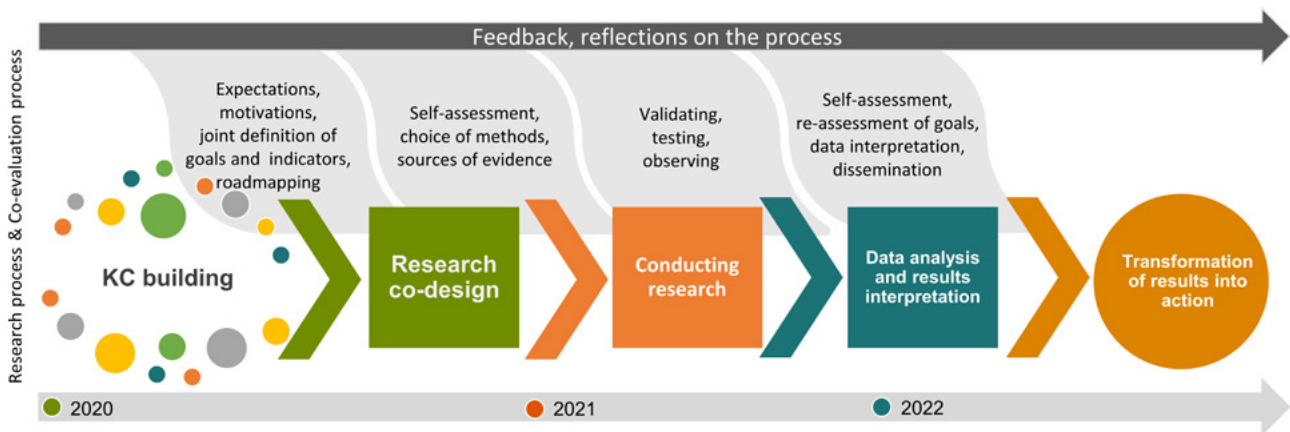 Feedback, reflections on the process
Research process & Co-evaluation process
Expectations,
motivations,
joint definition of
goals and indicators,
roadmapping
Self-assessment,
choice of methods,
sources of evidence
Validating,
testing,
observing
Self-assessment,
re-assessment of goals,
data interpretation,
dissemination
KC building
Research
co-design
Conducting
research
Data analysis
and results
interpretation
Transformation
of results into
action
2020
2021
2022